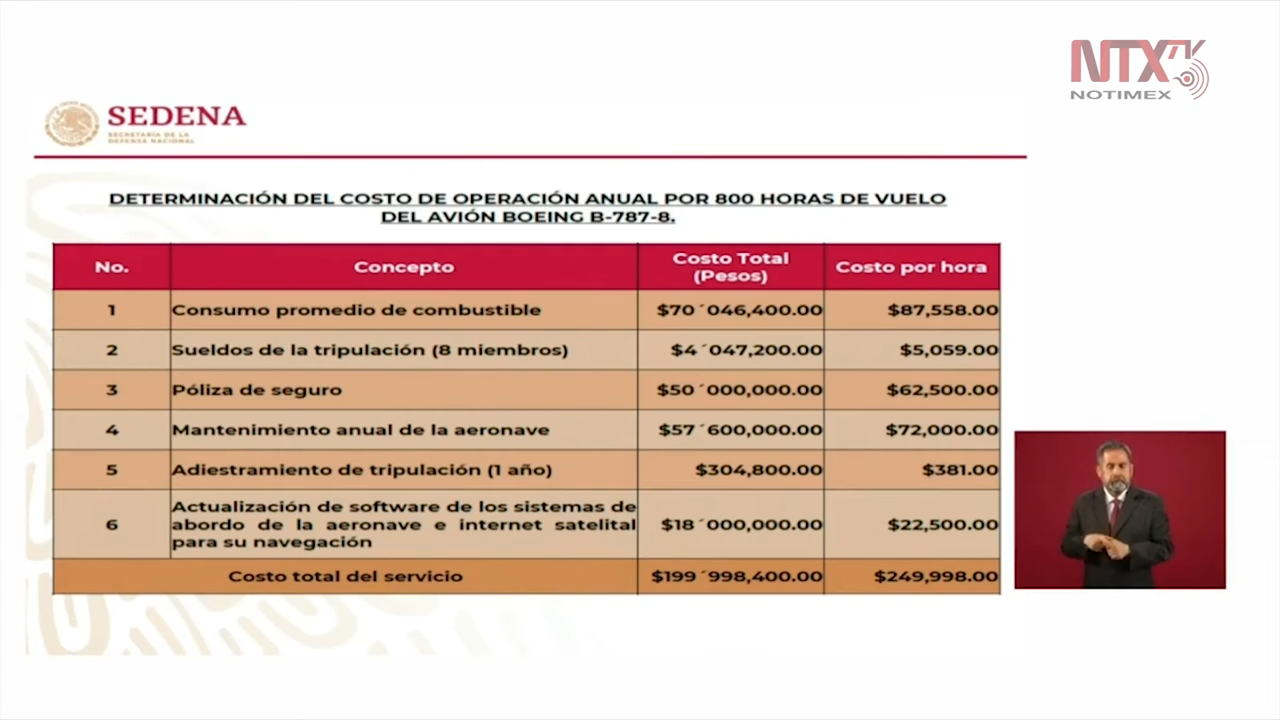 NTX
NOTIMEX
SEDENA
SECRETARÍA DE LA
DEFENSA NACIONAL
DETERMINACIÓN DEL COSTO DE OPERACIÓN ANUAL POR 800 HORAS DE VUELO
DEL AVIÓN BOEING B-787-8.
No. Concepto Costo Total (Pesos) Costo por hora
1 Consumo promedio de combustible $70´046,400.00 $87,558.00
2 Sueldos de la tripulación (8 miembros) $4´047,200.00 $5,059.00
3 Póliza de seguro $50´000,000.00 $62,500.00
4 Mantenimiento anual de la aeronave $57´600,000.00 $72,000.00
5 Adiestramiento de tripulación (1 año) $304,800.00 $381.00
6 Actualización de software de los sistemas de
abordo de la aeronave e internet satelital
para su navegación $18´000,000.00 $22,500.00
Costo total del servicio $199´998,400.00 $249,998.00